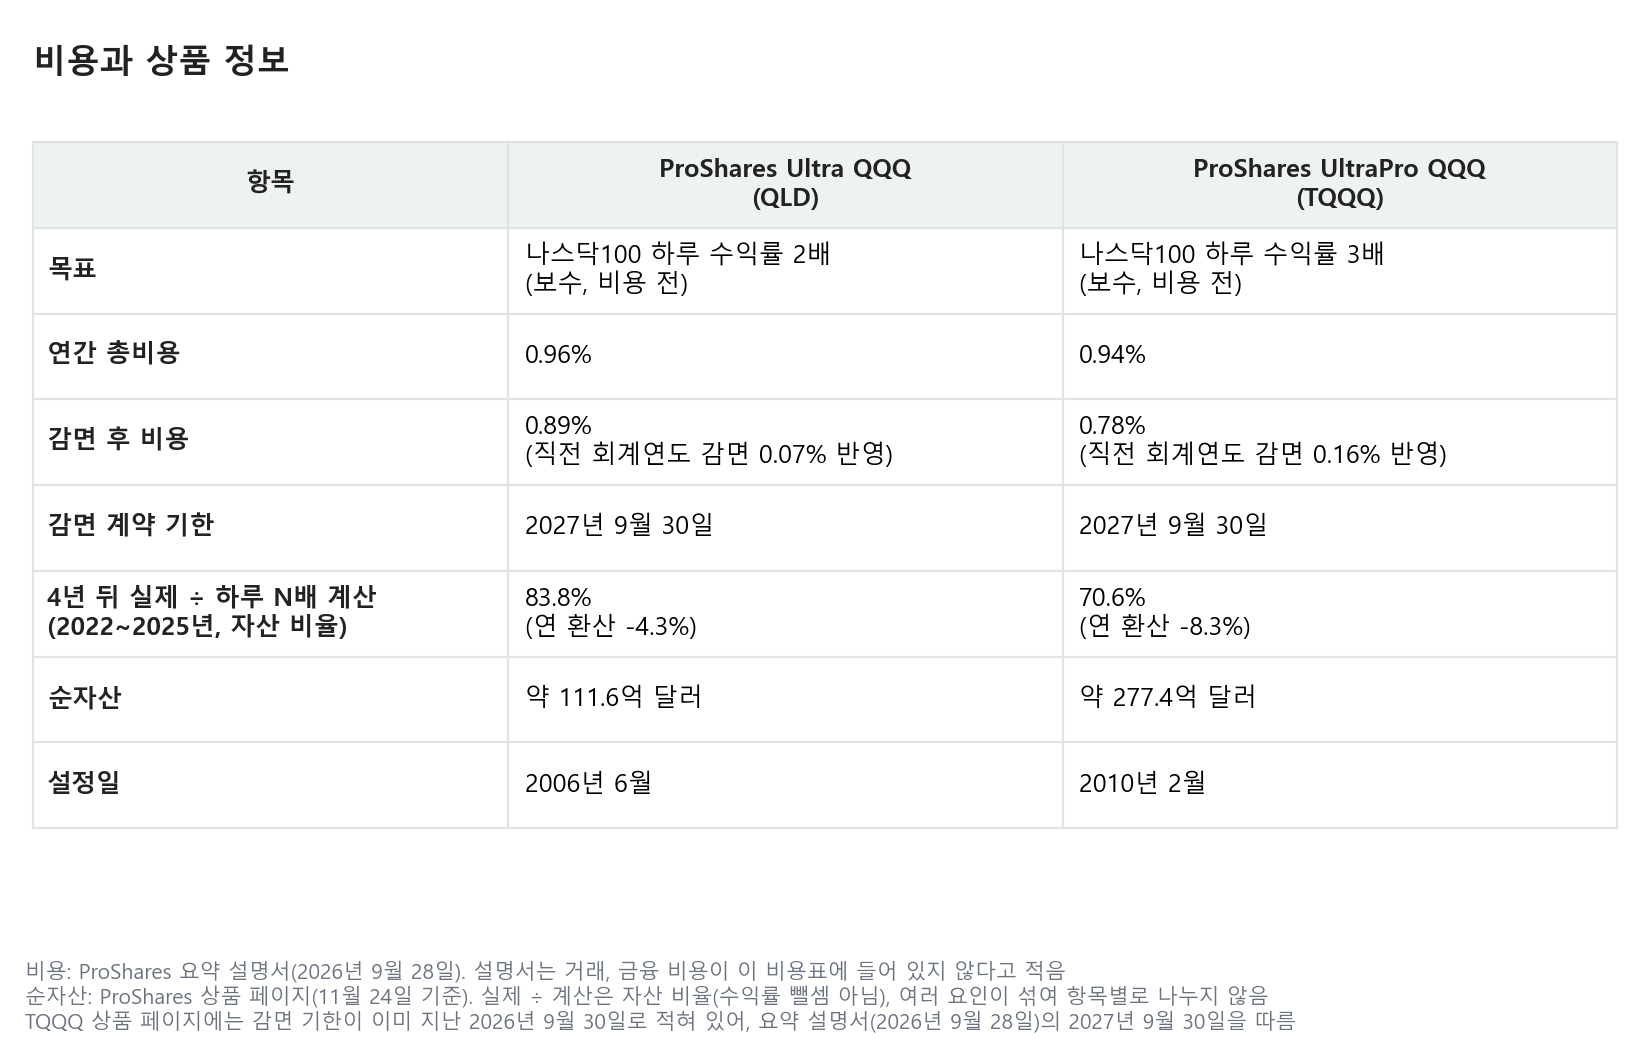 비용과 상품 정보
항목
ProShares Ultra QQQ
(QLD)
ProShares UltraPro QQQ
(TQQQ)
목표
나스닥100 하루 수익률 2배
(보수, 비용 전)
나스닥100 하루 수익률 3배
(보수, 비용 전)
연간 총비용
0.96%
0.94%
감면 후 비용
0.89%
(직전 회계연도 감면 0.07% 반영)
0.78%
(직전 회계연도 감면 0.16% 반영)
감면 계약 기한
2027년 9월 30일
2027년 9월 30일
4년 뒤 실제 ÷ 하루 N배 계산
(2022~2025년, 자산 비율)
83.8%
(연 환산 -4.3%)
70.6%
(연 환산 -8.3%)
순자산
약 111.6억 달러
약 277.4억 달러
설정일
2006년 6월
2010년 2월
비용: ProShares 요약 설명서(2026년 9월 28일). 설명서는 거래, 금융 비용이 이 비용표에 들어 있지 않다고 적음
순자산: ProShares 상품 페이지(11월 24일 기준). 실제 ÷ 계산은 자산 비율(수익률 뺄셈 아님), 여러 요인이 섞여 항목별로 나누지 않음
TQQQ 상품 페이지에는 감면 기한이 이미 지난 2026년 9월 30일로 적혀 있어, 요약 설명서(2026년 9월 28일)의 2027년 9월 30일을 따름